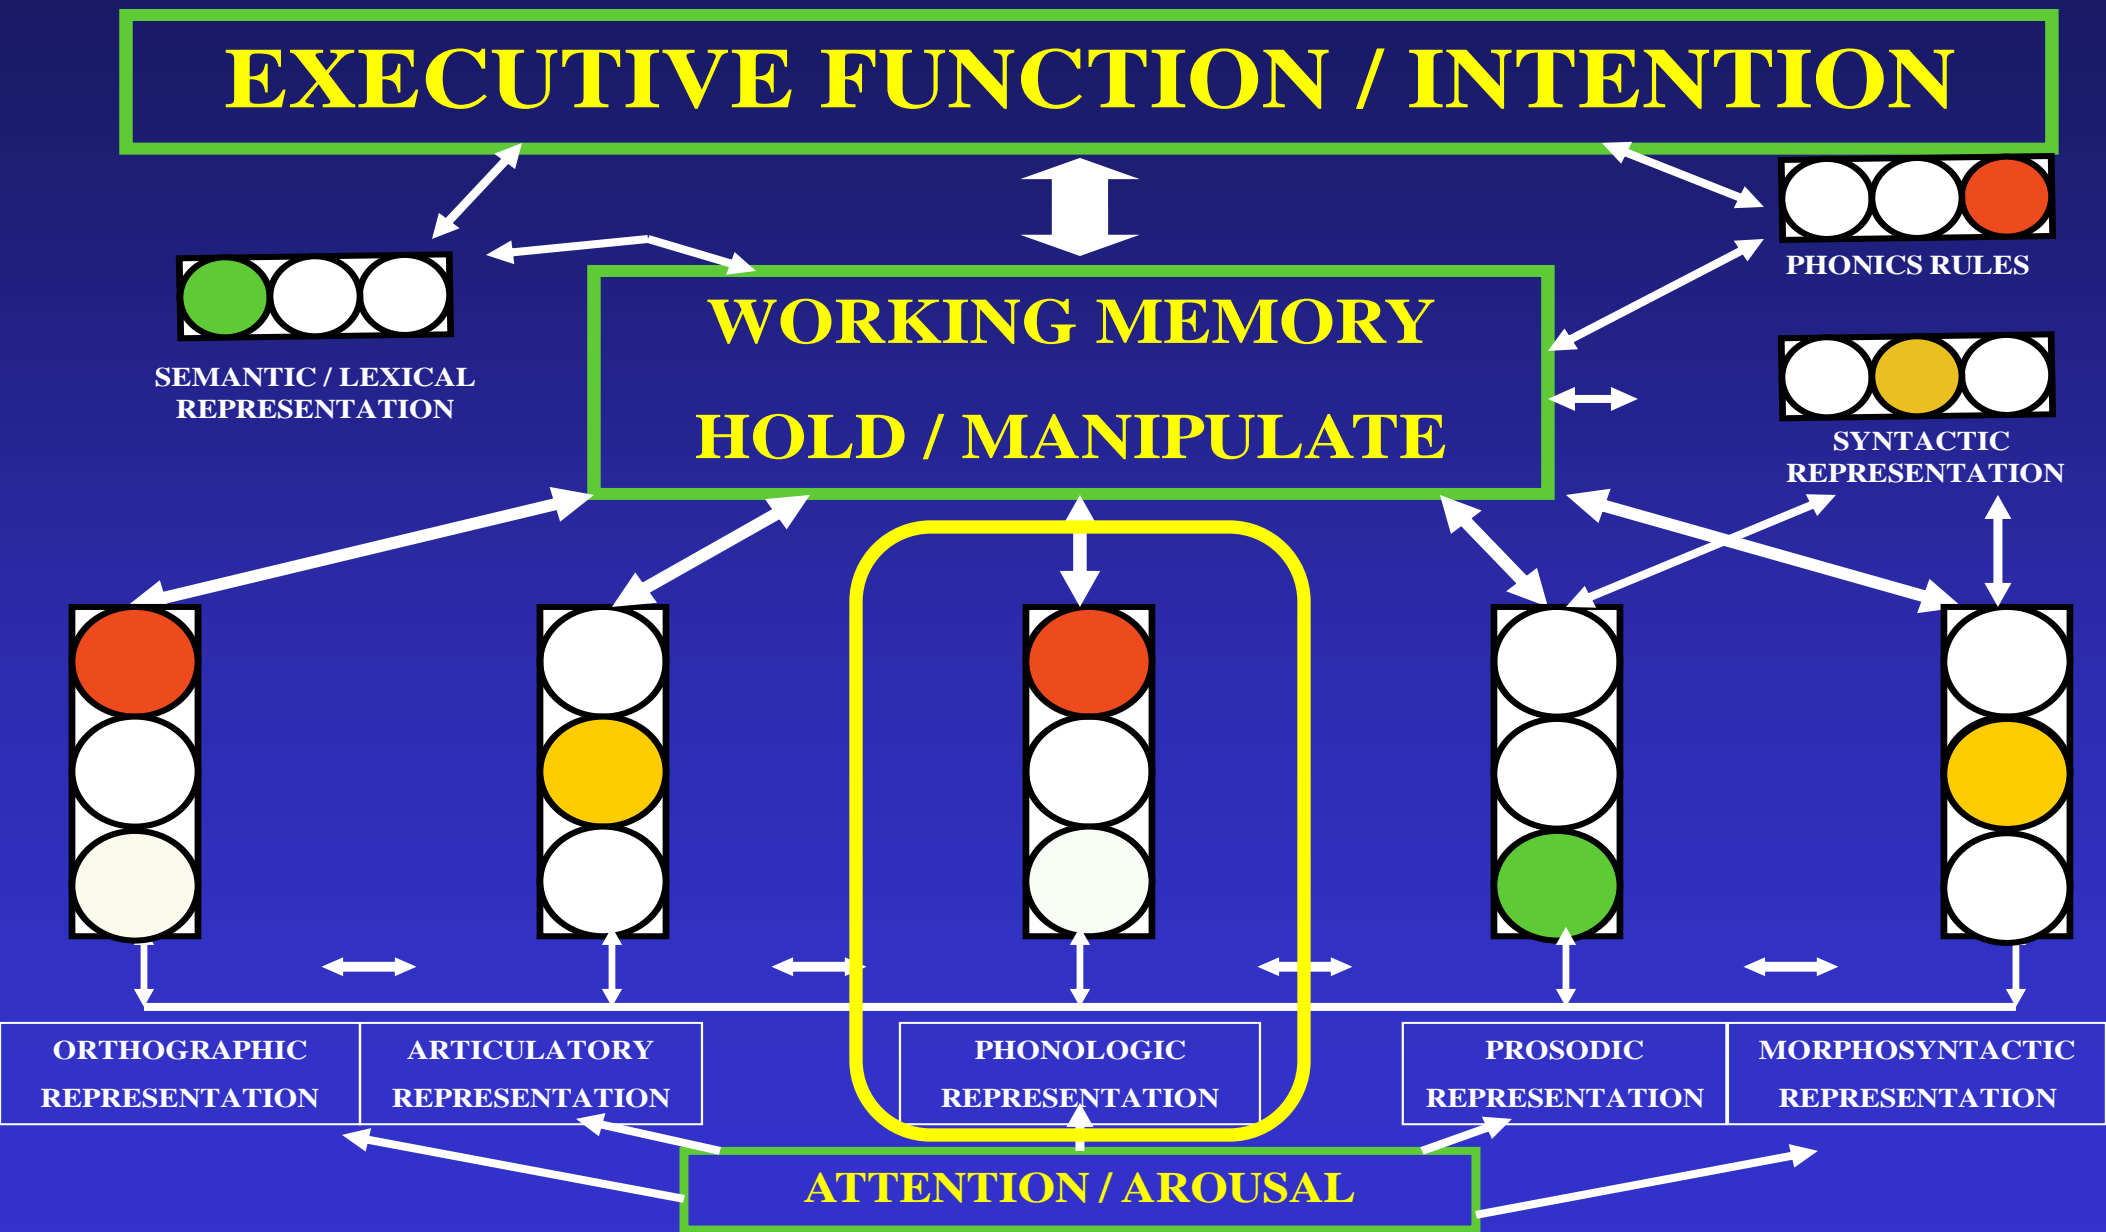 EXECUTIVE FUNCTION / INTENTION
PHONICS RULES
WORKING MEMORY
HOLD / MANIPULATE
SEMANTIC / LEXICAL
REPRESENTATION
SYNTACTIC
REPRESENTATION
ORTHOGRAPHIC
REPRESENTATION
ARTICULATORY
REPRESENTATION
PHONOLOGIC
REPRESENTATION
PROSODIC
REPRESENTATION
MORPHOSYNTACTIC
REPRESENTATION
ATTENTION / AROUSAL